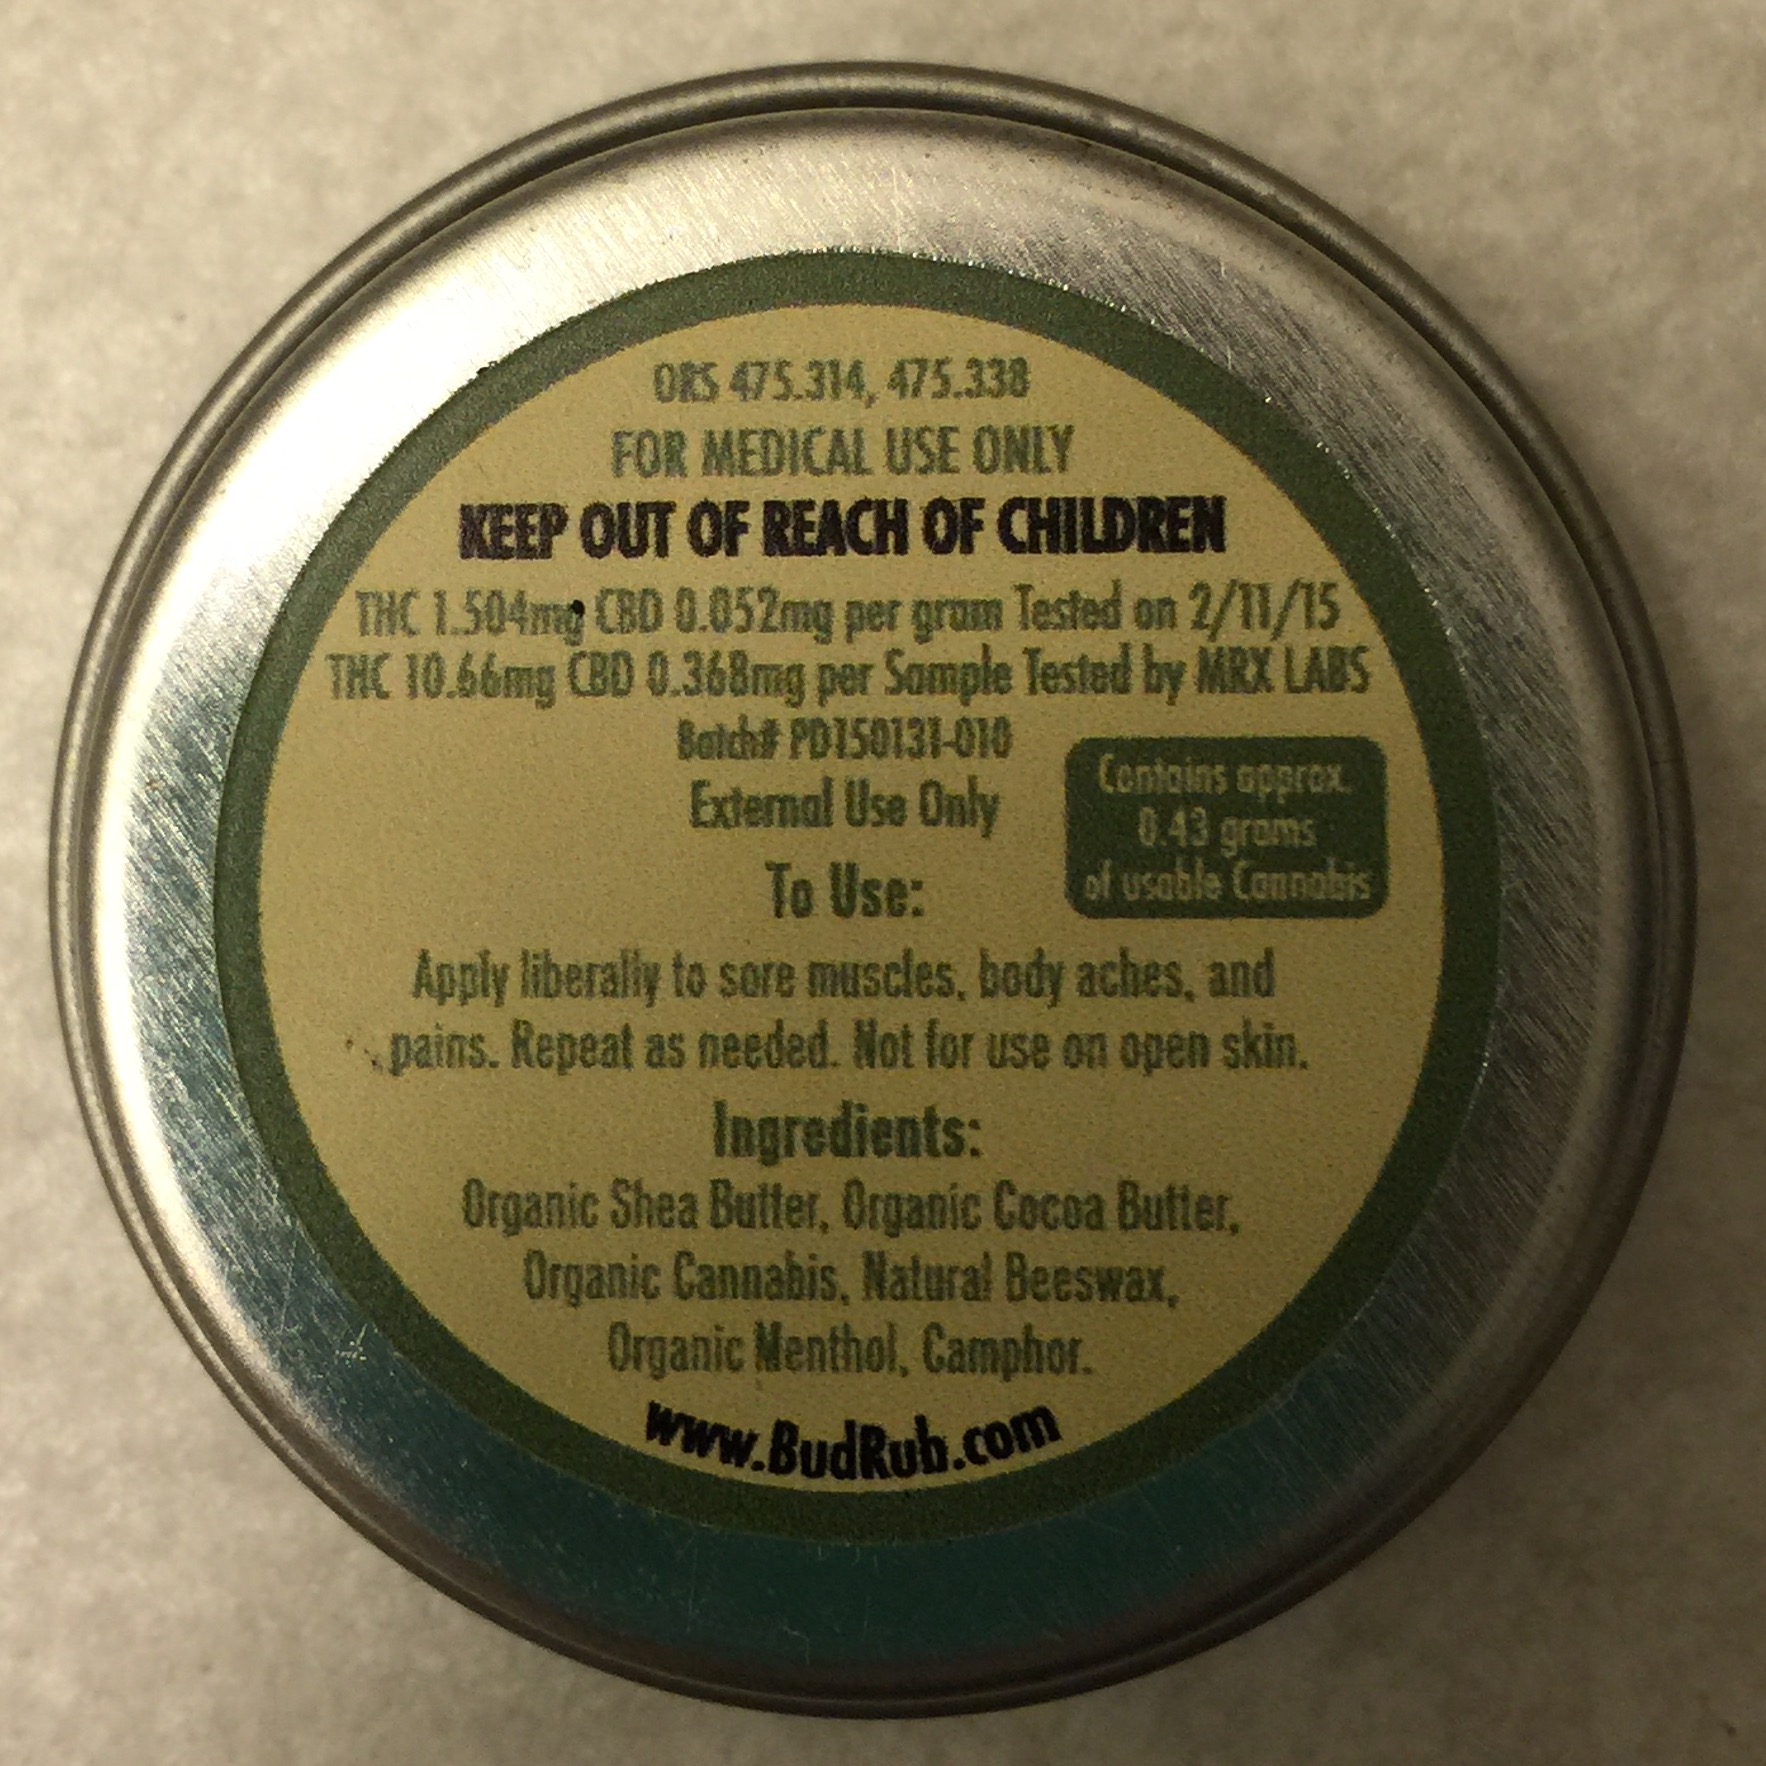 ORS 475.314, 475.338
FOR MEDICAL USE ONLY
KEEP OUT OF REACH OF CHILDREN
THC 1.504mg CBD 0.052mg per gram Tested on 2/11/15
THC 10.66mg CBD 0.368mg per Sample Tested by MRX LABS
Batch# PD150131-010
External Use Only
Contains approx.
0.43 grams
of usable Cannabis
To Use:
Apply liberally to sore muscles, body aches, and
pains. Repeat as needed. Not for use on open skin.
Ingredients:
Organic Shea Butter, Organic Cocoa Butter,
Organic Cannabis, Natural Beeswax,
Organic Menthol, Camphor.
www.BudRub.com